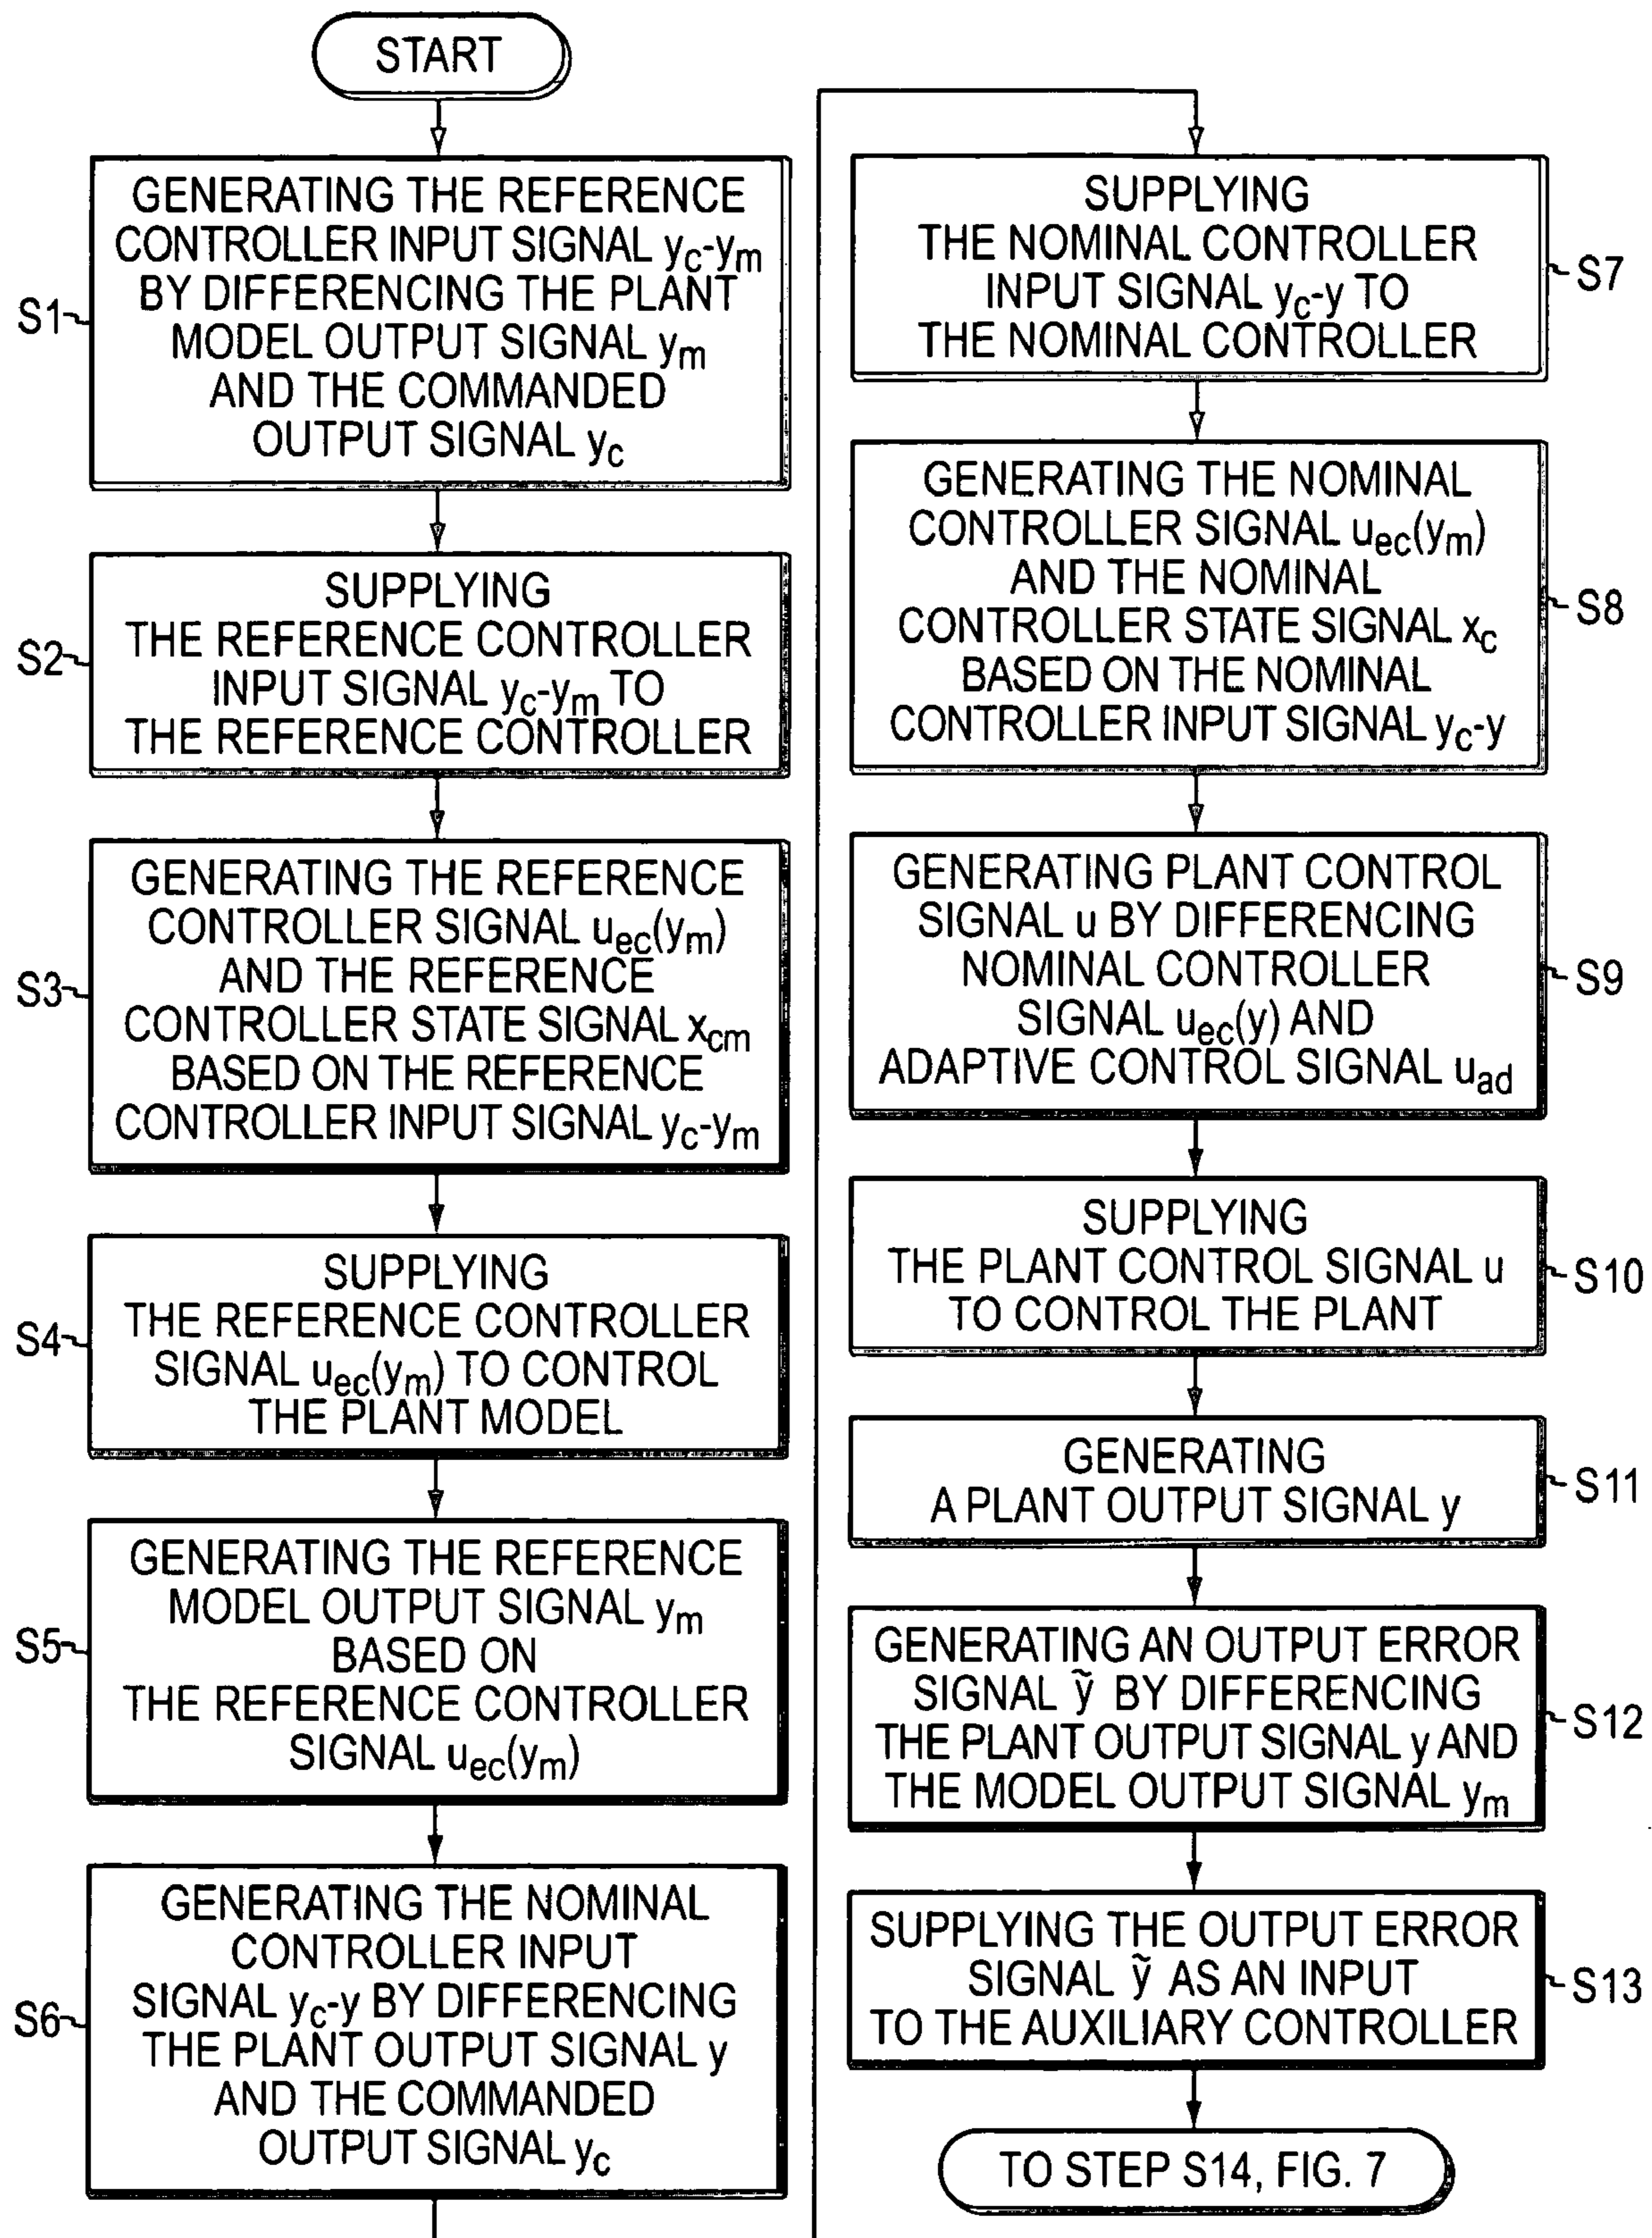 START
GENERATING THE REFERENCE
CONTROLLER INPUT SIGNAL yc-ym
BY DIFFERENCING THE PLANT
MODEL OUTPUT SIGNAL ym
AND THE COMMANDED
OUTPUT SIGNAL yc
S1
SUPPLYING
THE REFERENCE CONTROLLER
INPUT SIGNAL yc-ym TO
THE REFERENCE CONTROLLER
S2
GENERATING THE REFERENCE
CONTROLLER SIGNAL uec(ym)
AND THE REFERENCE
CONTROLLER STATE SIGNAL xcm
BASED ON THE REFERENCE
CONTROLLER INPUT SIGNAL yc-ym
S3
SUPPLYING
THE REFERENCE CONTROLLER
SIGNAL uec(ym) TO CONTROL
THE PLANT MODEL
S4
GENERATING THE REFERENCE
MODEL OUTPUT SIGNAL ym
BASED ON
THE REFERENCE CONTROLLER
SIGNAL uec(ym)
S5
GENERATING THE NOMINAL
CONTROLLER INPUT
SIGNAL yc-y BY DIFFERENCING
THE PLANT OUTPUT SIGNAL y
AND THE COMMANDED
OUTPUT SIGNAL yc
S6
SUPPLYING
THE NOMINAL CONTROLLER
INPUT SIGNAL yc-y TO
THE NOMINAL CONTROLLER
S7
GENERATING THE NOMINAL
CONTROLLER SIGNAL uec(ym)
AND THE NOMINAL
CONTROLLER STATE SIGNAL xc
BASED ON THE NOMINAL
CONTROLLER INPUT SIGNAL yc-y
S8
GENERATING PLANT CONTROL
SIGNAL u BY DIFFERENCING
NOMINAL CONTROLLER
SIGNAL uec(y) AND
ADAPTIVE CONTROL SIGNAL uad
S9
SUPPLYING
THE PLANT CONTROL SIGNAL u
TO CONTROL THE PLANT
S10
GENERATING
A PLANT OUTPUT SIGNAL y
S11
GENERATING AN OUTPUT ERROR
SIGNAL ỹ BY DIFFERENCING
THE PLANT OUTPUT SIGNAL y AND
THE MODEL OUTPUT SIGNAL ym
S12
SUPPLYING THE OUTPUT ERROR
SIGNAL ỹ AS AN INPUT
TO THE AUXILIARY CONTROLLER
S13
TO STEP S14, FIG. 7